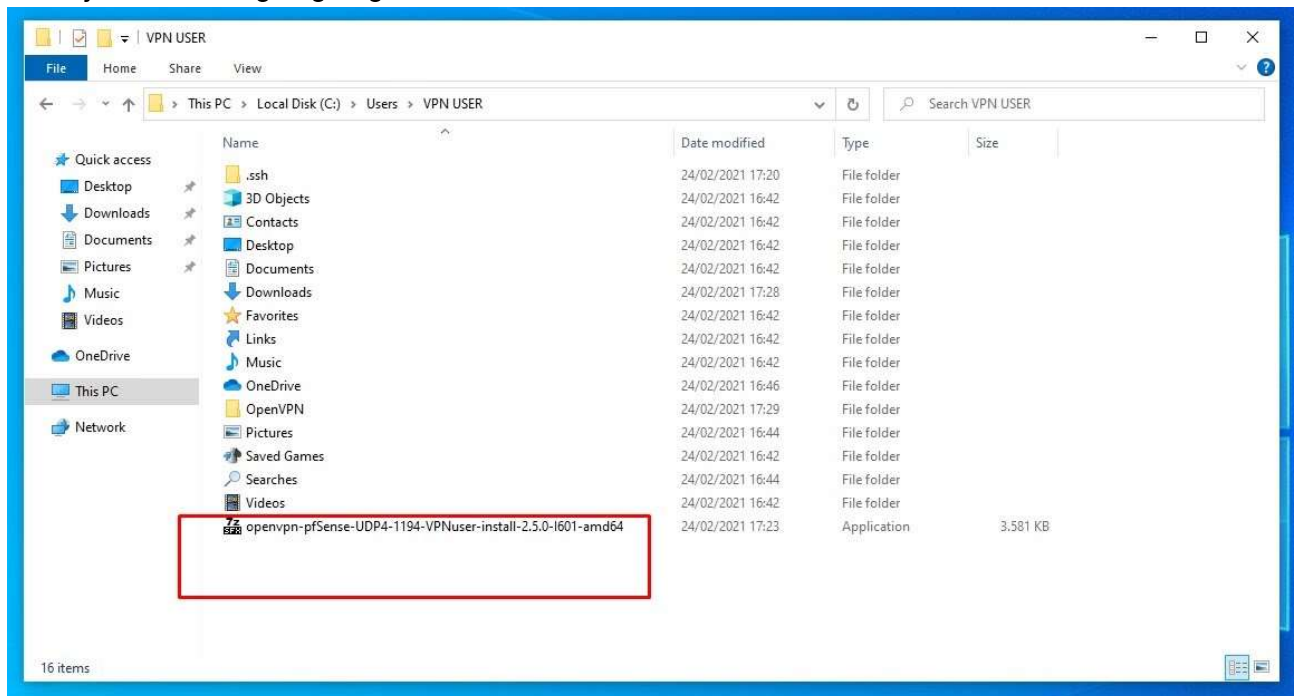 VPN USER
File Home Share View
This PC > Local Disk (C:) > Users > VPN USER
Search VPN USER
Name Date modified Type Size
Quick access
Desktop
Downloads
Documents
Pictures
Music
Videos
OneDrive
This PC
Network
.ssh 24/02/2021 17:20 File folder
3D Objects 24/02/2021 16:42 File folder
Contacts 24/02/2021 16:42 File folder
Desktop 24/02/2021 16:42 File folder
Documents 24/02/2021 16:42 File folder
Downloads 24/02/2021 17:28 File folder
Favorites 24/02/2021 16:42 File folder
Links 24/02/2021 16:42 File folder
Music 24/02/2021 16:42 File folder
OneDrive 24/02/2021 16:46 File folder
OpenVPN 24/02/2021 17:29 File folder
Pictures 24/02/2021 16:44 File folder
Saved Games 24/02/2021 16:42 File folder
Searches 24/02/2021 16:44 File folder
Videos 24/02/2021 16:42 File folder
7z SFX openvpn-pfSense-UDP4-1194-VPNuser-install-2.5.0-I601-amd64 24/02/2021 17:23 Application 3.581 KB
16 items